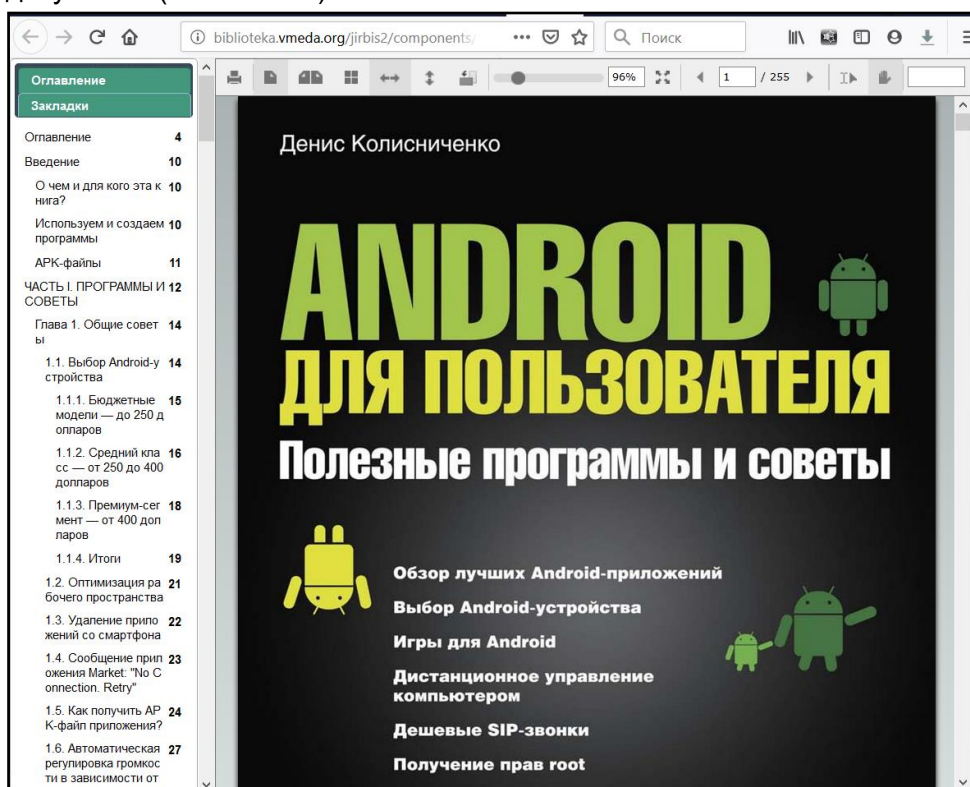 biblioteka.vmeda.org/jirbis2/components/
Поиск
Оглавление
Закладки
96%
1 / 255
Оглавление 4
Введение 10
О чем и для кого эта к 10
нига?
Используем и создаем 10
программы
APK-файлы 11
ЧАСТЬ I. ПРОГРАММЫ И 12
СОВЕТЫ
Глава 1. Общие совет 14
ы
1.1. Выбор Android-у 14
стройства
1.1.1. Бюджетные 15
модели — до 250 д
олларов
1.1.2. Средний кла 16
сс — от 250 до 400
долларов
1.1.3. Премиум-сег 18
мент — от 400 дол
ларов
1.1.4. Итоги 19
1.2. Оптимизация ра 21
бочего пространства
1.3. Удаление прило 22
жений со смартфона
1.4. Сообщение прил 23
ожения Market: "No C
onnection. Retry"
1.5. Как получить AP 24
K-файл приложения?
1.6. Автоматическая 27
регулировка громкос
ти в зависимости от
Денис Колисниченко
ANDROID
ДЛЯ ПОЛЬЗОВАТЕЛЯ
Полезные программы и советы
Обзор лучших Android-приложений
Выбор Android-устройства
Игры для Android
Дистанционное управление
компьютером
Дешевые SIP-звонки
Получение прав root